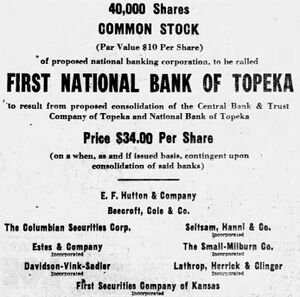 40,000 Shares
COMMON STOCK
(Par Value $10 Per Share)
of proposed national banking corporation, to be called
FIRST NATIONAL BANK OF TOPEKA
to result from proposed consolidation of the Central Bank & Trust
Company of Topeka and National Bank of Topeka
Price $34.00 Per Share
(on a when, as and if issued basis, contingent upon
consolidation of said banks)
E. F. Hutton & Company
Beecroft, Cole & Co.
The Columbian Securities Corp.
Seltsam, Hanni & Co.
Incorporated
Estes & Company
Incorporated
The Small-Milburn Co.
Incorporated
Davidson-Vink-Sadler
Incorporated
Lathrop, Herrick & Clinger
Incorporated
First Securities Company of Kansas
Incorporated